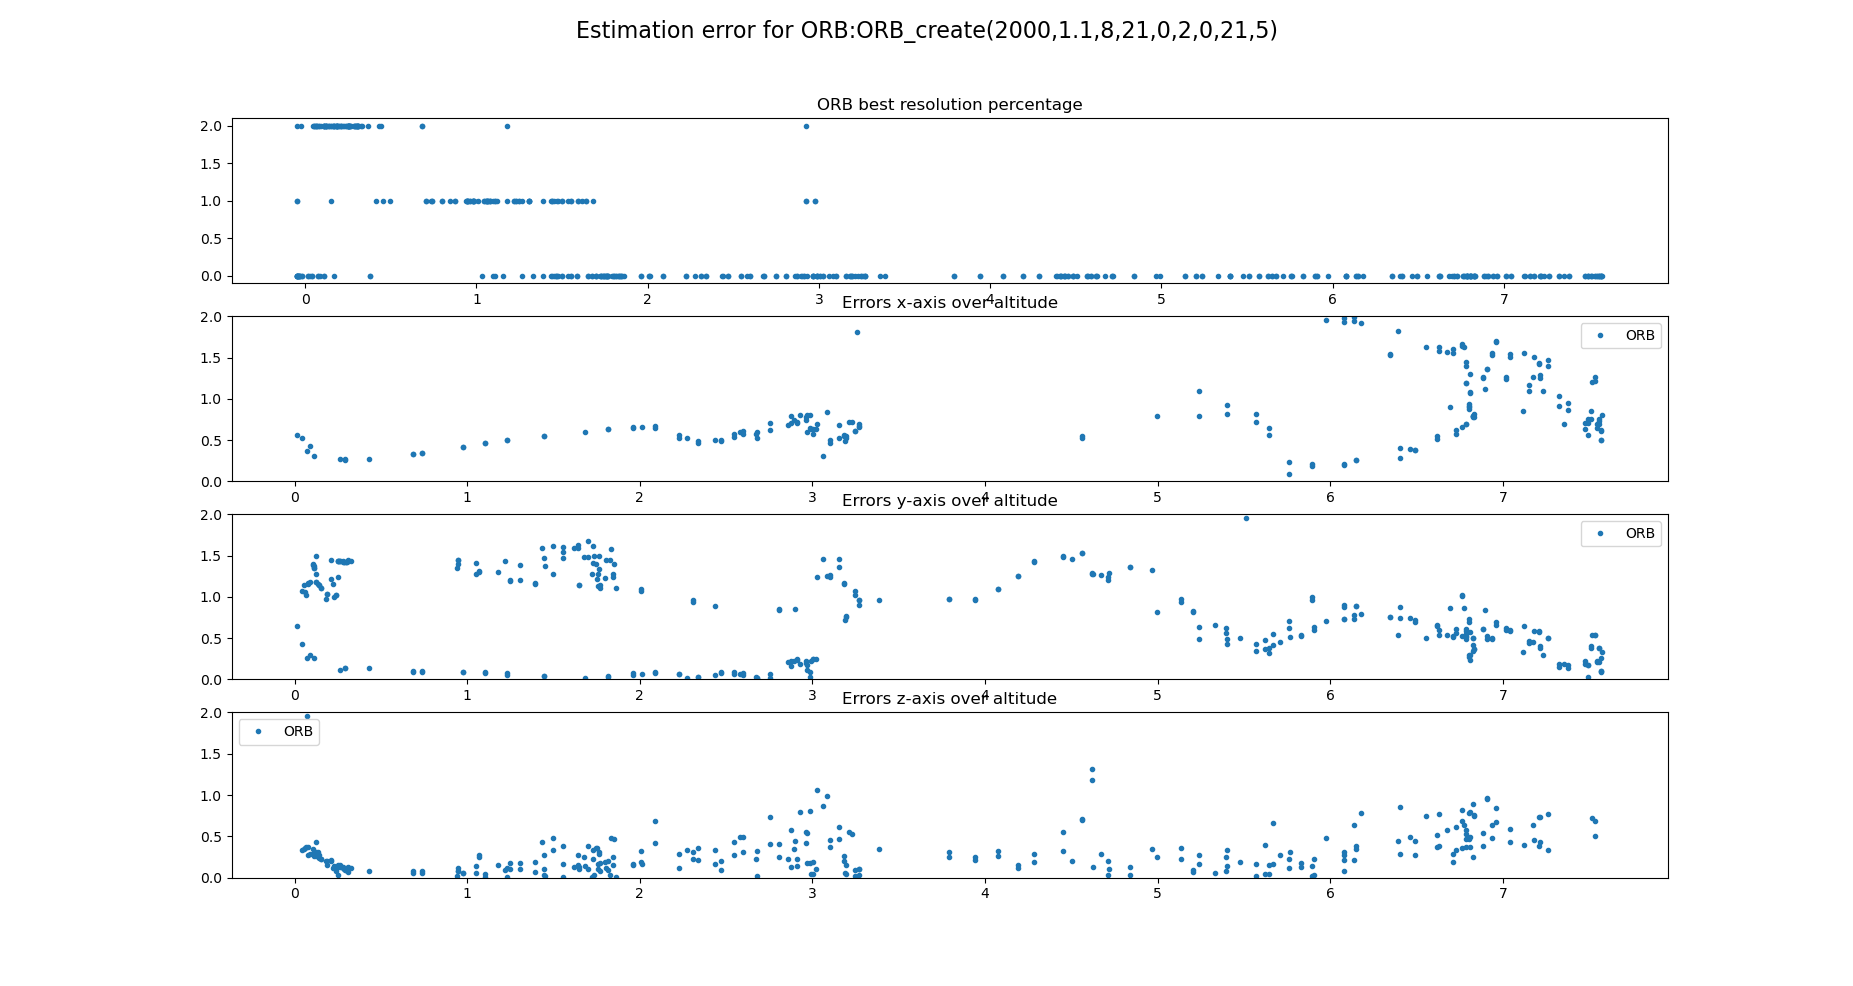 Estimation error for ORB:ORB_create(2000,1.1,8,21,0,2,0,21,5)
ORB best resolution percentage
2.0
1.5
1.0
0.5
0.0
0 1 2 3 4 5 6 7
Errors x-axis over altitude
2.0
1.5
1.0
0.5
0.0
ORB
0 1 2 3 4 5 6 7
Errors y-axis over altitude
2.0
1.5
1.0
0.5
0.0
ORB
0 1 2 3 4 5 6 7
Errors z-axis over altitude
2.0
1.5
1.0
0.5
0.0
ORB
0 1 2 3 4 5 6 7